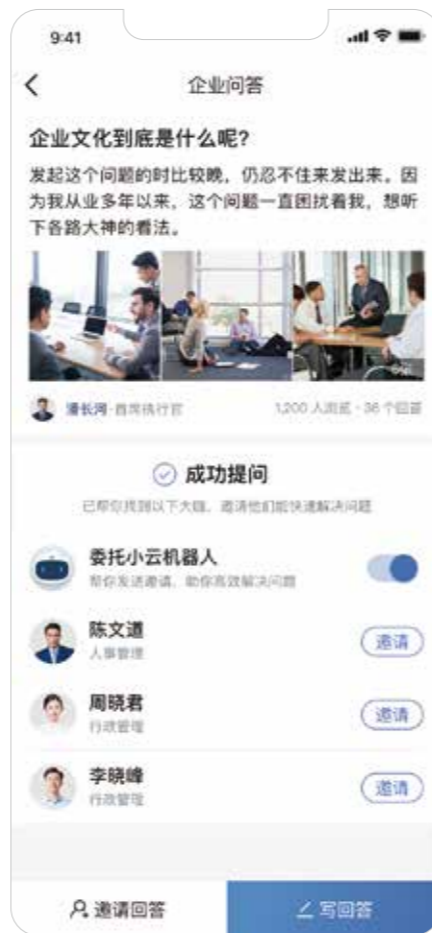 9:41
企业问答
企业文化到底是什么呢?
发起这个问题的时比较晚，仍忍不住来发出来。因
为我从业多年以来，这个问题一直困扰着我，想听
下各路大神的看法。
潘长河·首席执行官
1,200 人浏览·36 个回答
成功提问
已帮你找到以下大咖，邀请他们能快速解决问题
委托小云机器人
帮你发送邀请，助你高效解决问题
陈文道
邀请
人事管理
周晓君
邀请
行政管理
李晓峰
邀请
行政管理
邀请回答
写回答